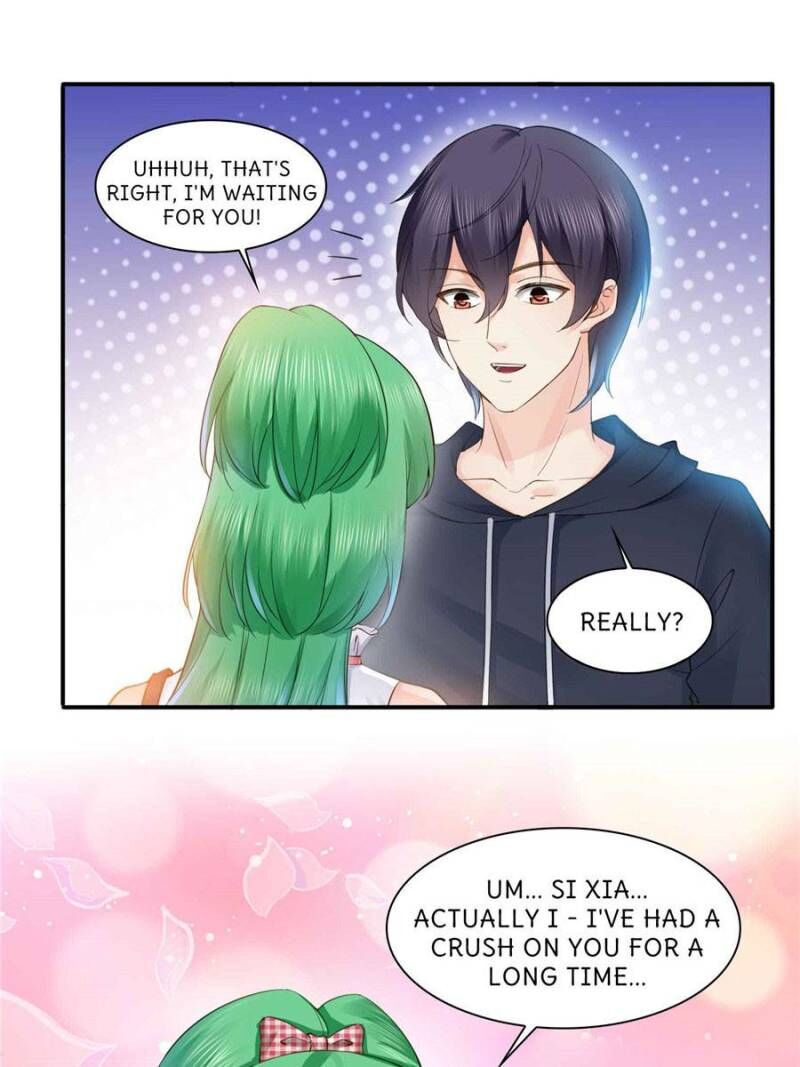 UHHUH, THAT'S
RIGHT, I'M WAITING
FOR YOU!
REALLY?
UM... SI XIA...
ACTUALLY I - I'VE HAD A
CRUSH ON YOU FOR A
LONG TIME...